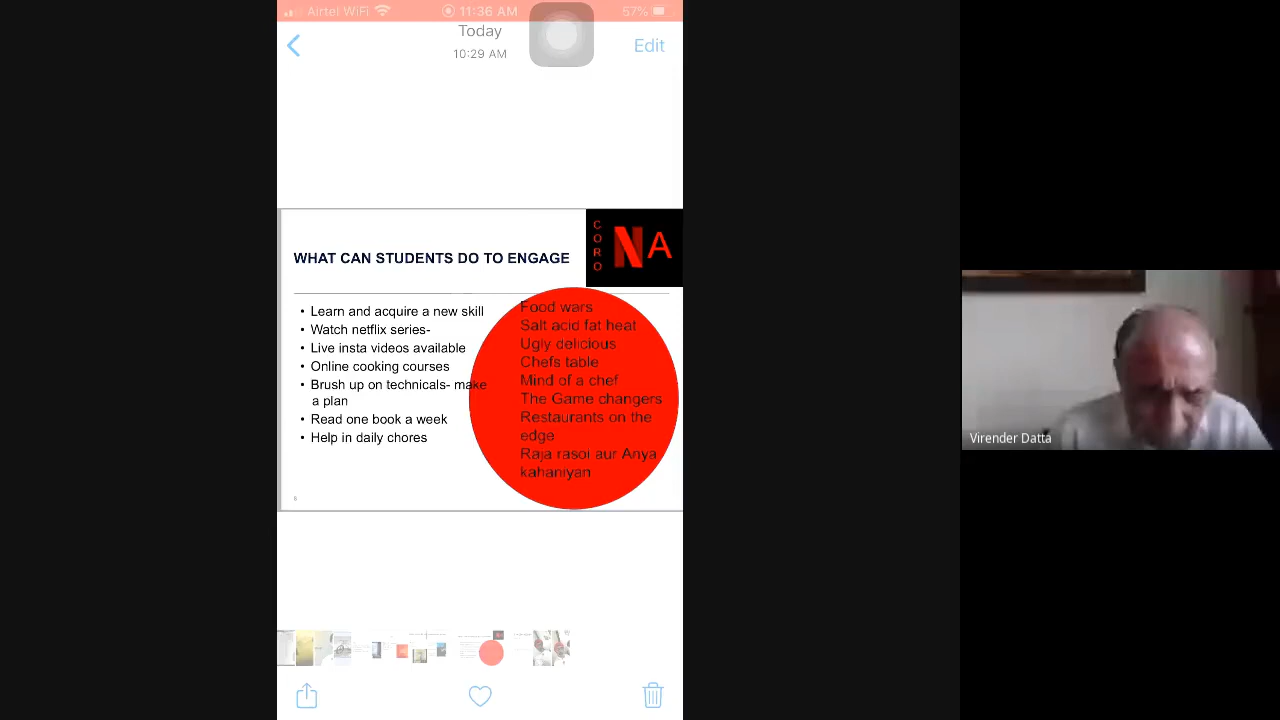 Airtel WiFi 11:36 AM 57%
Today
10:29 AM
Edit
C
O
R
O
N A
WHAT CAN STUDENTS DO TO ENGAGE
• Learn and acquire a new skill
• Watch netflix series-
• Live insta videos available
• Online cooking courses
• Brush up on technicals- make
a plan
• Read one book a week
• Help in daily chores
Food wars
Salt acid fat heat
Ugly delicious
Chefs table
Mind of a chef
The Game changers
Restaurants on the
edge
Raja rasoi aur Anya
kahaniyan
Virender Datta